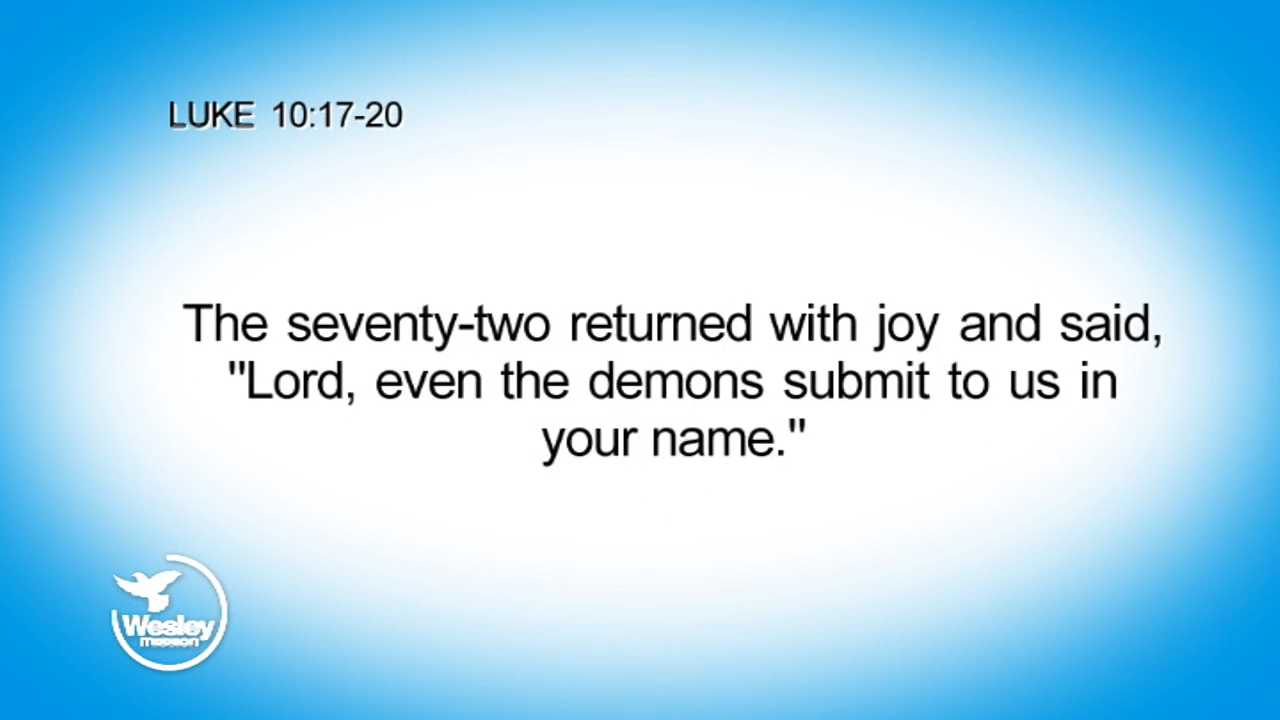 LUKE 10:17-20
The seventy-two returned with joy and said,
"Lord, even the demons submit to us in
your name."
Wesley
mission